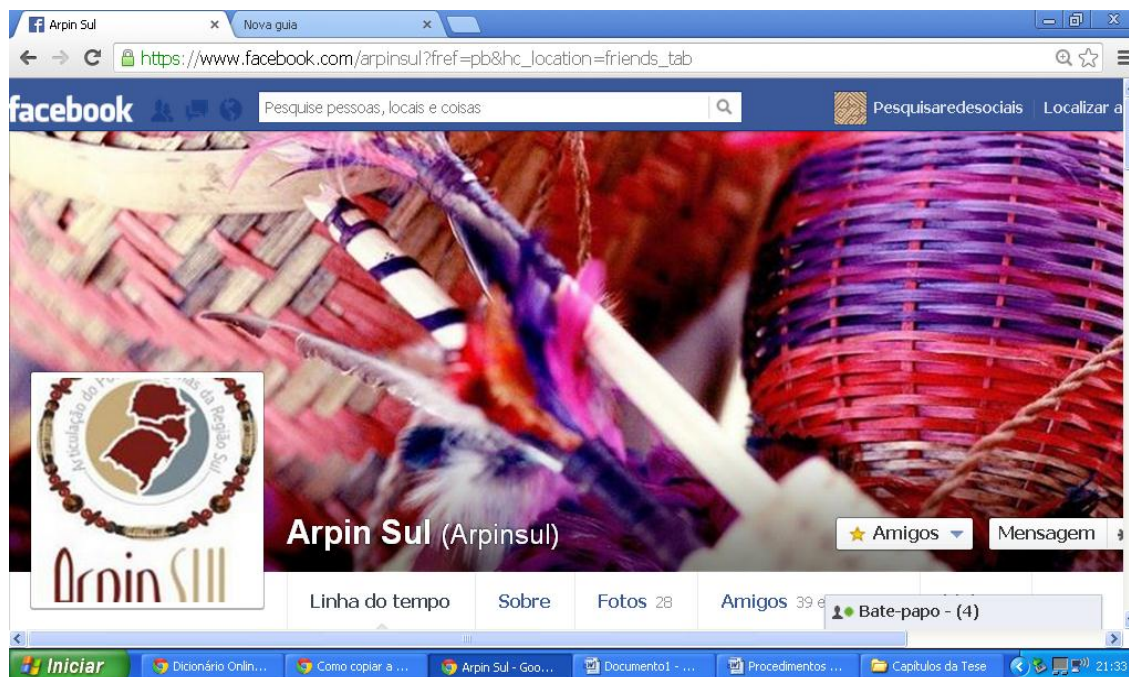 Arpin Sul
Nova guia
https://www.facebook.com/arpinsul?fref=pb&hc_location=friends_tab
facebook
Pesquise pessoas, locais e coisas
Pesquisaredesociais
Localizar a
Articulação do
da Região Sul
Arpin Sul
Arpin Sul (Arpinsul)
Amigos
Mensagem
Linha do tempo
Sobre
Fotos 28
Amigos 39 e
Bate-papo - (4)
Iniciar
Dicionário Onlin...
Como copiar a ...
Arpin Sul - Goo...
Documento1 - ...
Procedimentos ...
Capítulos da Tese
21:33